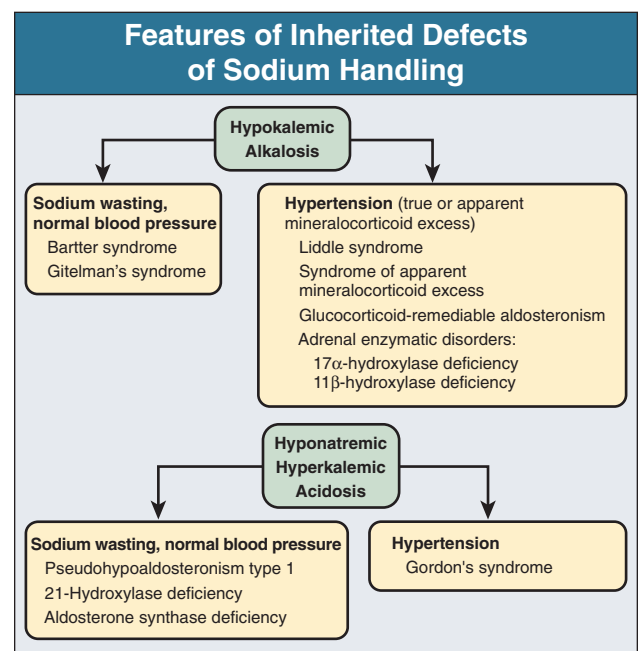 Features of Inherited Defects
of Sodium Handling
Hypokalemic
Alkalosis
Sodium wasting,
normal blood pressure
Bartter syndrome
Gitelman's syndrome
Hypertension (true or apparent
mineralocorticoid excess)
Liddle syndrome
Syndrome of apparent
mineralocorticoid excess
Glucocorticoid-remediable aldosteronism
Adrenal enzymatic disorders:
17α-hydroxylase deficiency
11β-hydroxylase deficiency
Hyponatremic
Hyperkalemic
Acidosis
Sodium wasting, normal blood pressure
Pseudohypoaldosteronism type 1
21-Hydroxylase deficiency
Aldosterone synthase deficiency
Hypertension
Gordon's syndrome